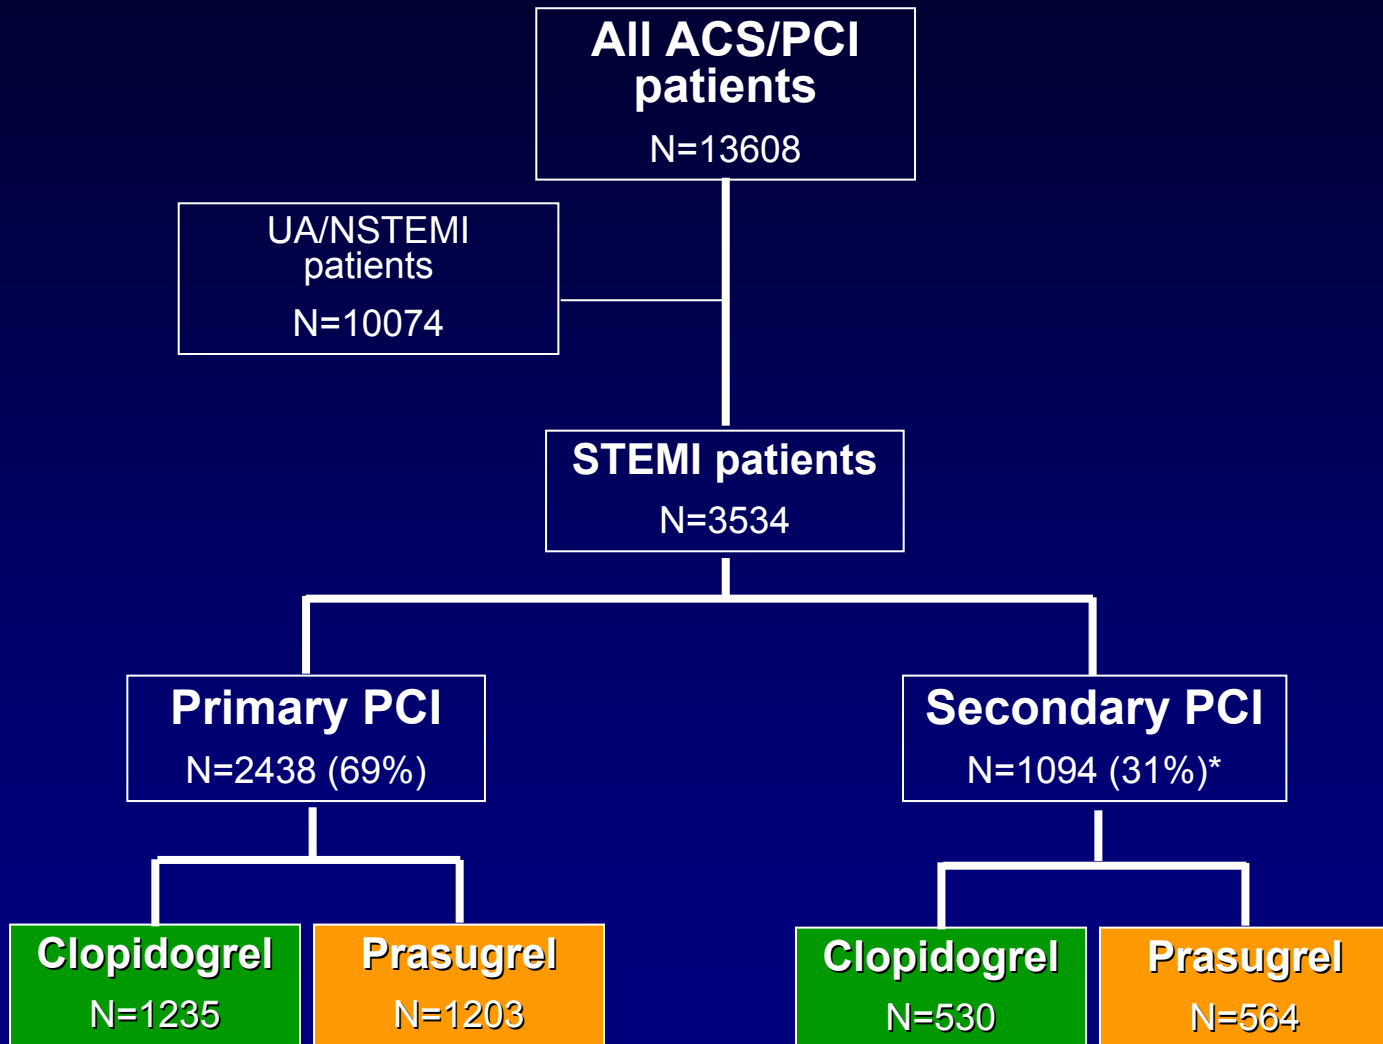 All ACS/PCI
patients
N=13608
UA/NSTEMI
patients
N=10074
STEMI patients
N=3534
Primary PCI
N=2438 (69%)
Secondary PCI
N=1094 (31%)*
Clopidogrel
N=1235
Prasugrel
N=1203
Clopidogrel
N=530
Prasugrel
N=564